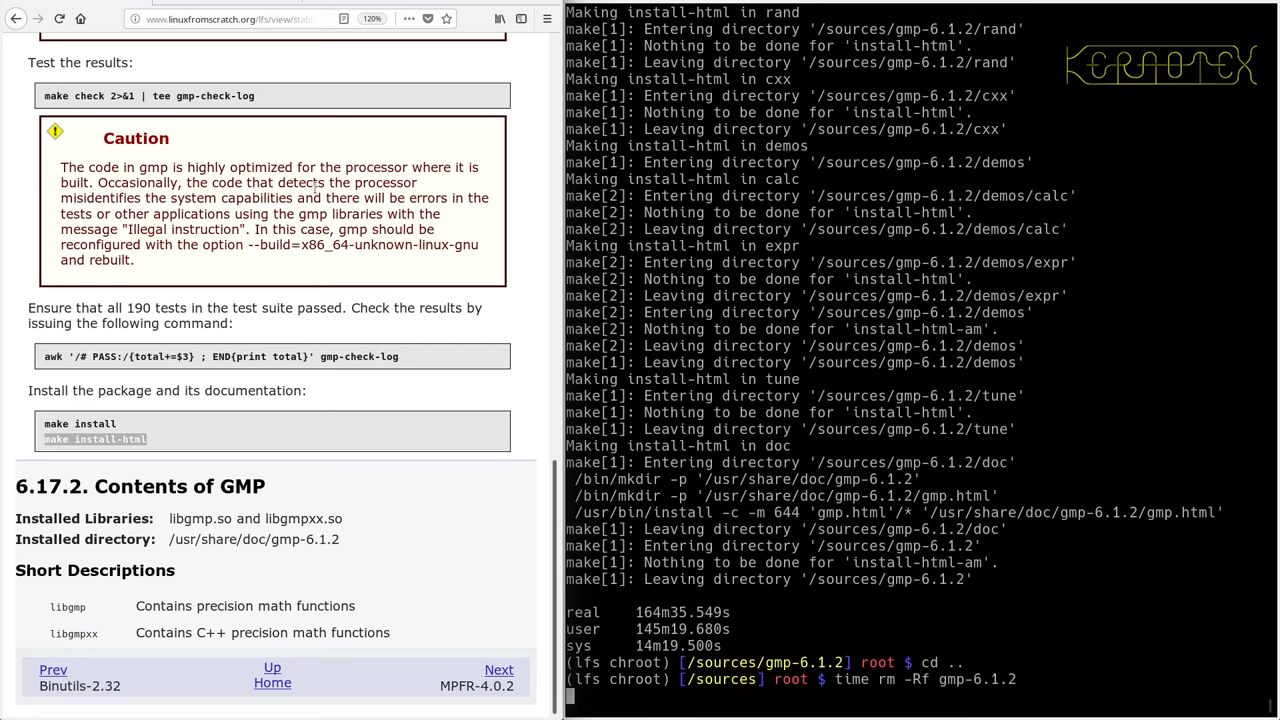 www.linuxfromscratch.org/lfs/view/stab
120%
Test the results:
make check 2>&1 | tee gmp-check-log
Caution
The code in gmp is highly optimized for the processor where it is
built. Occasionally, the code that detects the processor
misidentifies the system capabilities and there will be errors in the
tests or other applications using the gmp libraries with the
message "Illegal instruction". In this case, gmp should be
reconfigured with the option --build=x86_64-unknown-linux-gnu
and rebuilt.
Ensure that all 190 tests in the test suite passed. Check the results by
issuing the following command:
awk '/# PASS:/{total+=$3} ; END{print total}' gmp-check-log
Install the package and its documentation:
make install
make install-html
6.17.2. Contents of GMP
Installed Libraries: libgmp.so and libgmpxx.so
Installed directory: /usr/share/doc/gmp-6.1.2
Short Descriptions
libgmp Contains precision math functions
libgmpxx Contains C++ precision math functions
Prev Up Next
Binutils-2.32 Home MPFR-4.0.2
Making install-html in rand
make[1]: Entering directory '/sources/gmp-6.1.2/rand'
make[1]: Nothing to be done for 'install-html'.
make[1]: Leaving directory '/sources/gmp-6.1.2/rand'
Making install-html in cxx
make[1]: Entering directory '/sources/gmp-6.1.2/cxx'
make[1]: Nothing to be done for 'install-html'.
make[1]: Leaving directory '/sources/gmp-6.1.2/cxx'
Making install-html in demos
make[1]: Entering directory '/sources/gmp-6.1.2/demos'
Making install-html in calc
make[2]: Entering directory '/sources/gmp-6.1.2/demos/calc'
make[2]: Nothing to be done for 'install-html'.
make[2]: Leaving directory '/sources/gmp-6.1.2/demos/calc'
Making install-html in expr
make[2]: Entering directory '/sources/gmp-6.1.2/demos/expr'
make[2]: Nothing to be done for 'install-html'.
make[2]: Leaving directory '/sources/gmp-6.1.2/demos/expr'
make[2]: Entering directory '/sources/gmp-6.1.2/demos'
make[2]: Nothing to be done for 'install-html-am'.
make[2]: Leaving directory '/sources/gmp-6.1.2/demos'
make[1]: Leaving directory '/sources/gmp-6.1.2/demos'
Making install-html in tune
make[1]: Entering directory '/sources/gmp-6.1.2/tune'
make[1]: Nothing to be done for 'install-html'.
make[1]: Leaving directory '/sources/gmp-6.1.2/tune'
Making install-html in doc
make[1]: Entering directory '/sources/gmp-6.1.2/doc'
/bin/mkdir -p '/usr/share/doc/gmp-6.1.2'
/bin/mkdir -p '/usr/share/doc/gmp-6.1.2/gmp.html'
/usr/bin/install -c -m 644 'gmp.html'/* '/usr/share/doc/gmp-6.1.2/gmp.html'
make[1]: Leaving directory '/sources/gmp-6.1.2/doc'
make[1]: Entering directory '/sources/gmp-6.1.2'
make[1]: Nothing to be done for 'install-html-am'.
make[1]: Leaving directory '/sources/gmp-6.1.2'
real 164m35.549s
user 145m19.680s
sys 14m19.500s
(lfs chroot) [/sources/gmp-6.1.2] root $ cd ..
(lfs chroot) [/sources] root $ time rm -Rf gmp-6.1.2
KERAOTEX